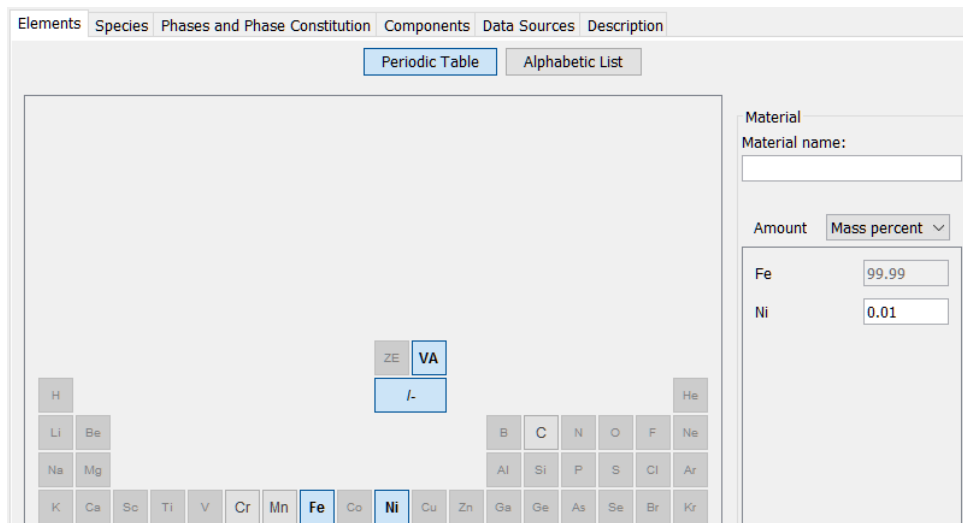 Elements Species Phases and Phase Constitution Components Data Sources Description
Periodic Table Alphabetic List
Material
Material name:
Amount Mass percent
Fe 99.99
Ni 0.01
ZE VA
H /- He
Li Be B C N O F Ne
Na Mg Al Si P S Cl Ar
K Ca Sc Ti V Cr Mn Fe Co Ni Cu Zn Ga Ge As Se Br Kr